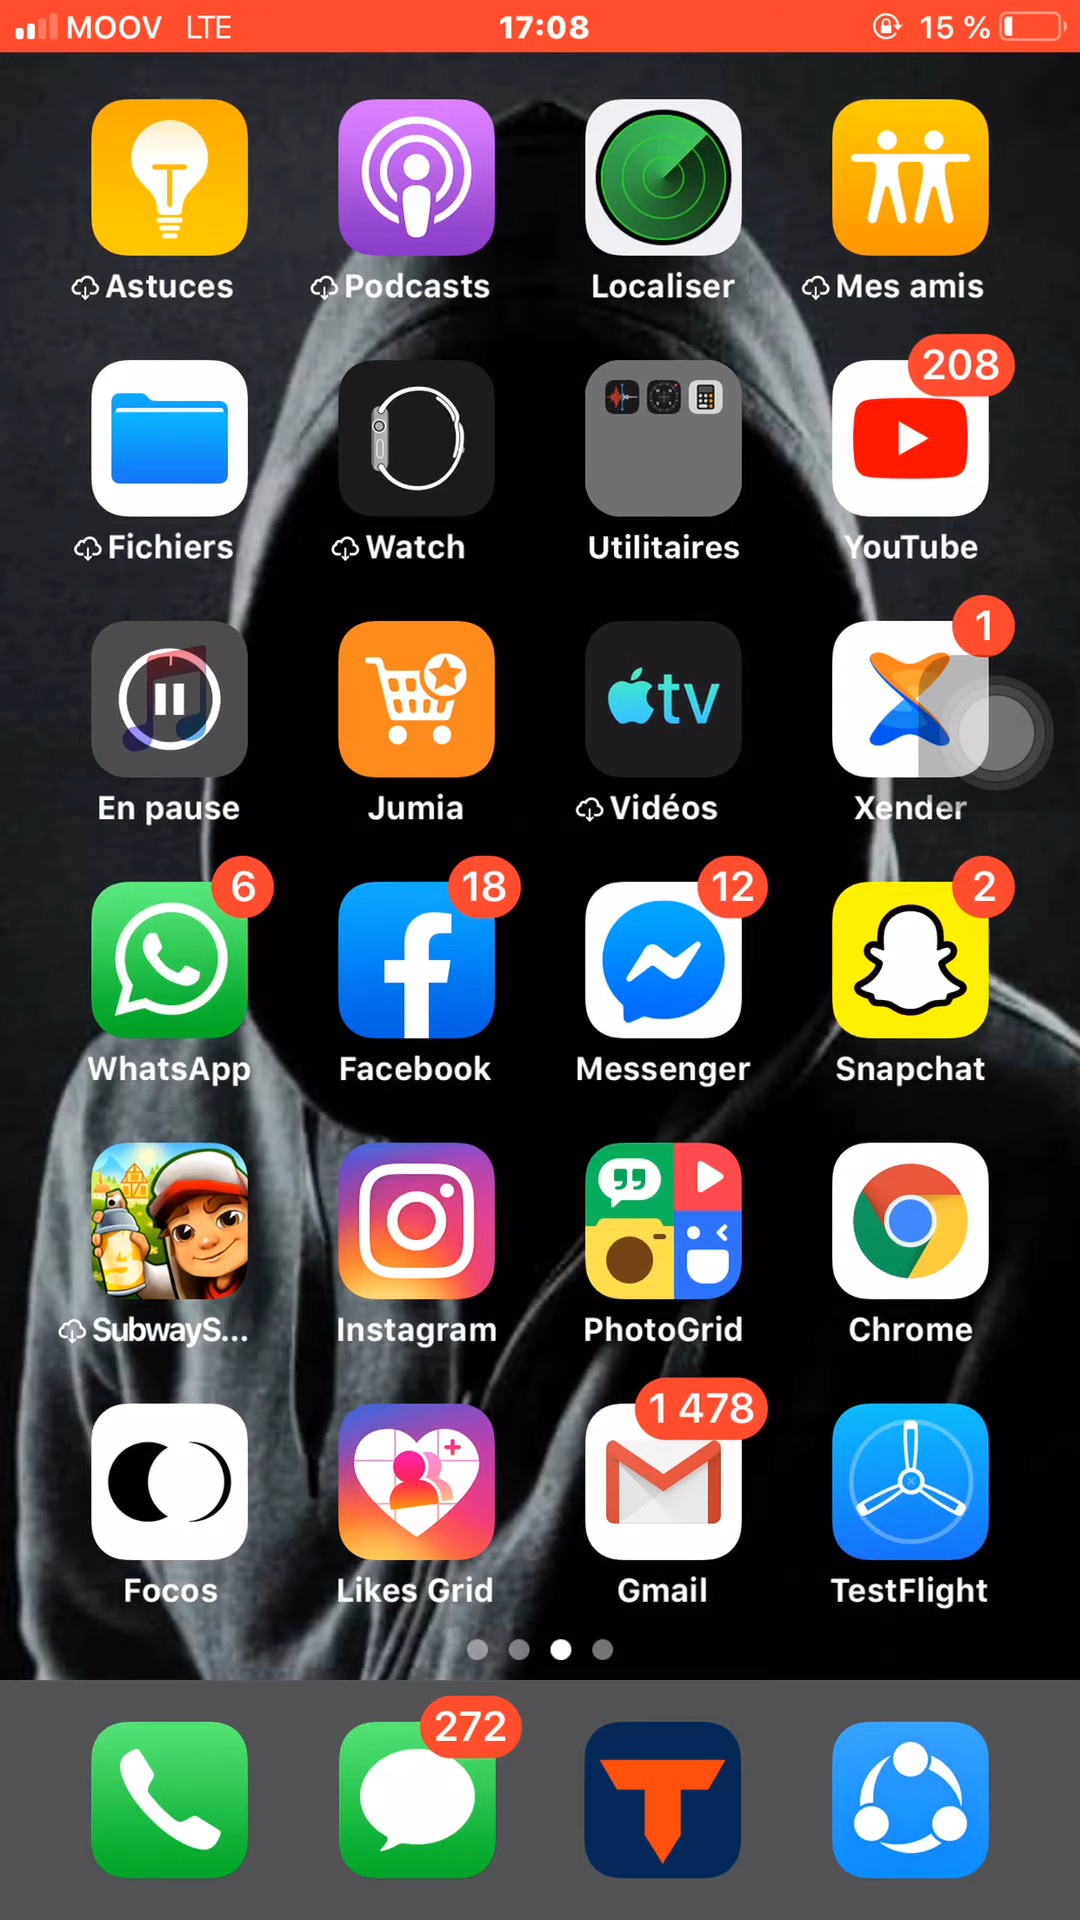 MOOV LTE 17:08 15 %
Astuces Podcasts Localiser Mes amis
208
Fichiers Watch Utilitaires YouTube
1
tv
En pause Jumia Vidéos Xender
6 18 12 2
WhatsApp Facebook Messenger Snapchat
SubwayS... Instagram PhotoGrid Chrome
1 478
Focos Likes Grid Gmail TestFlight
272